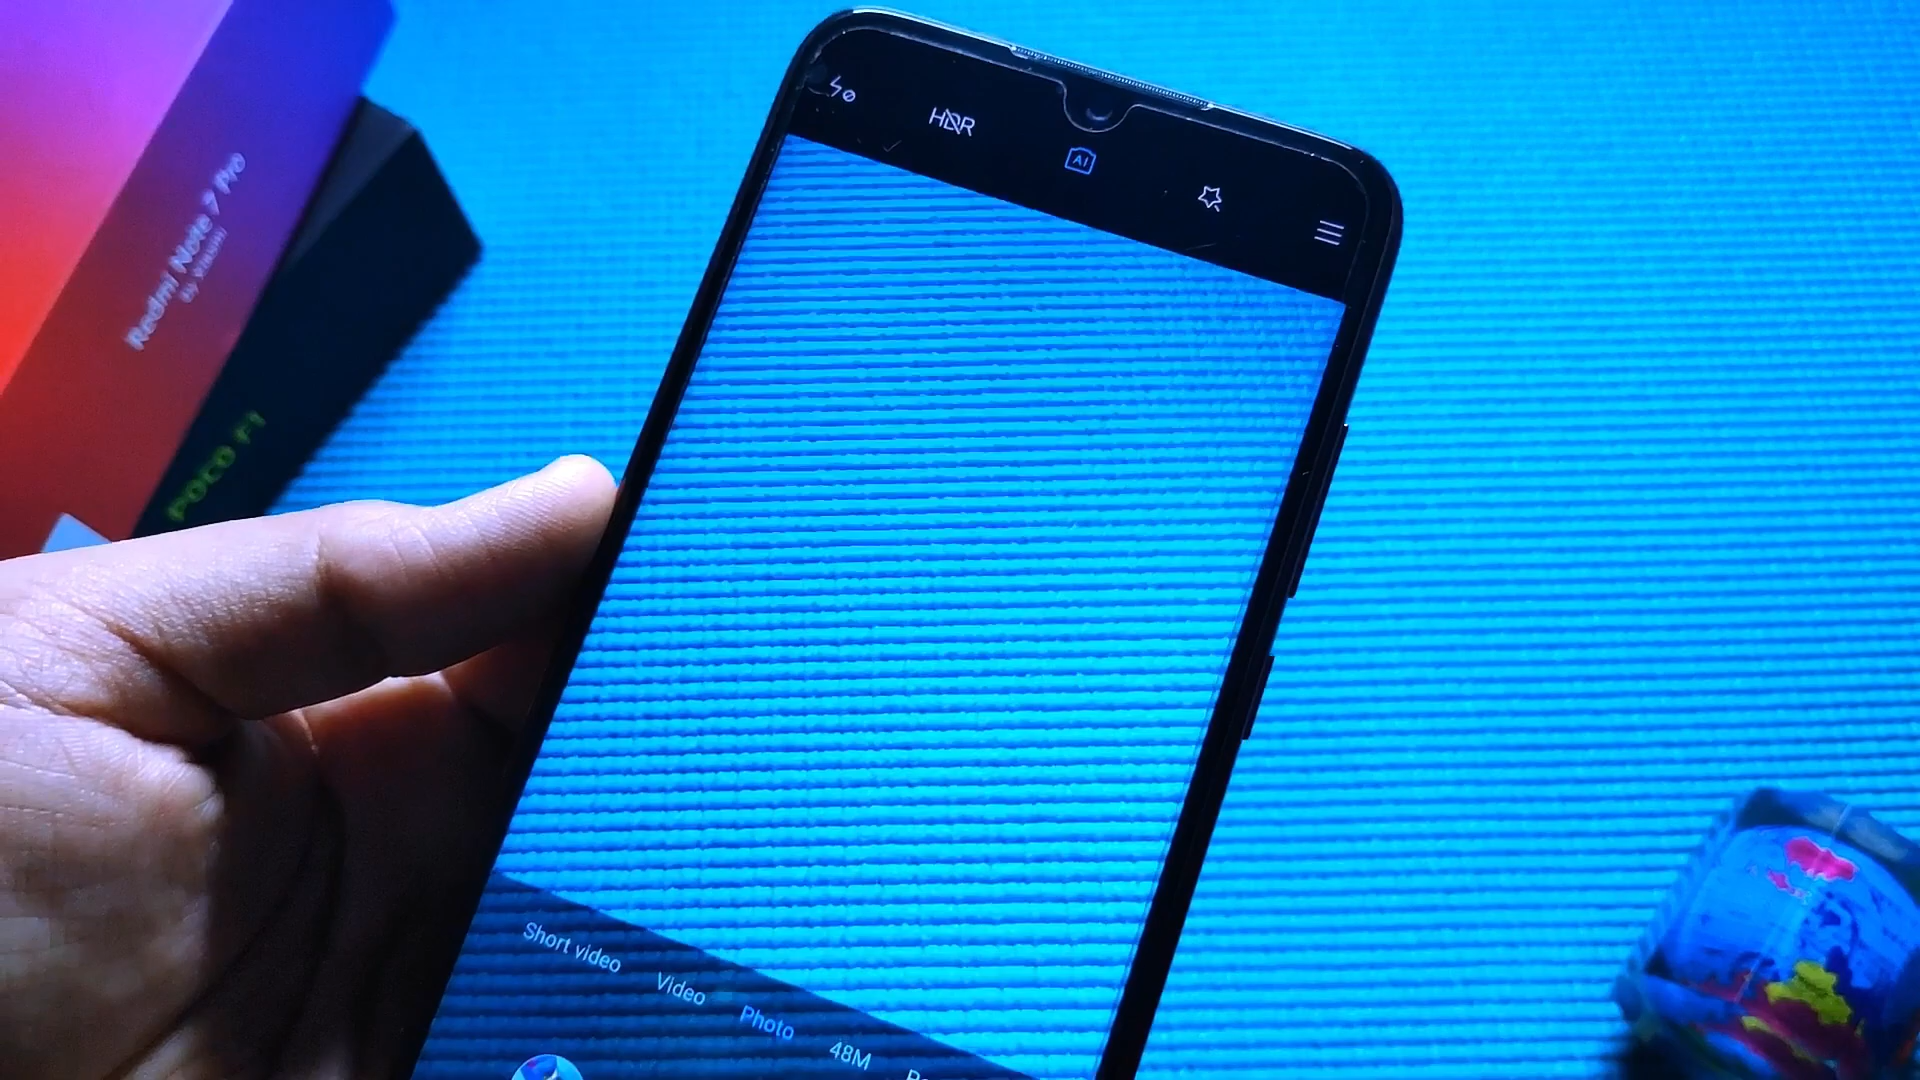 Redmi Note 7 Pro
By Xiaomi
POCO F1
HDR
AI
Short video
Video
Photo
48M